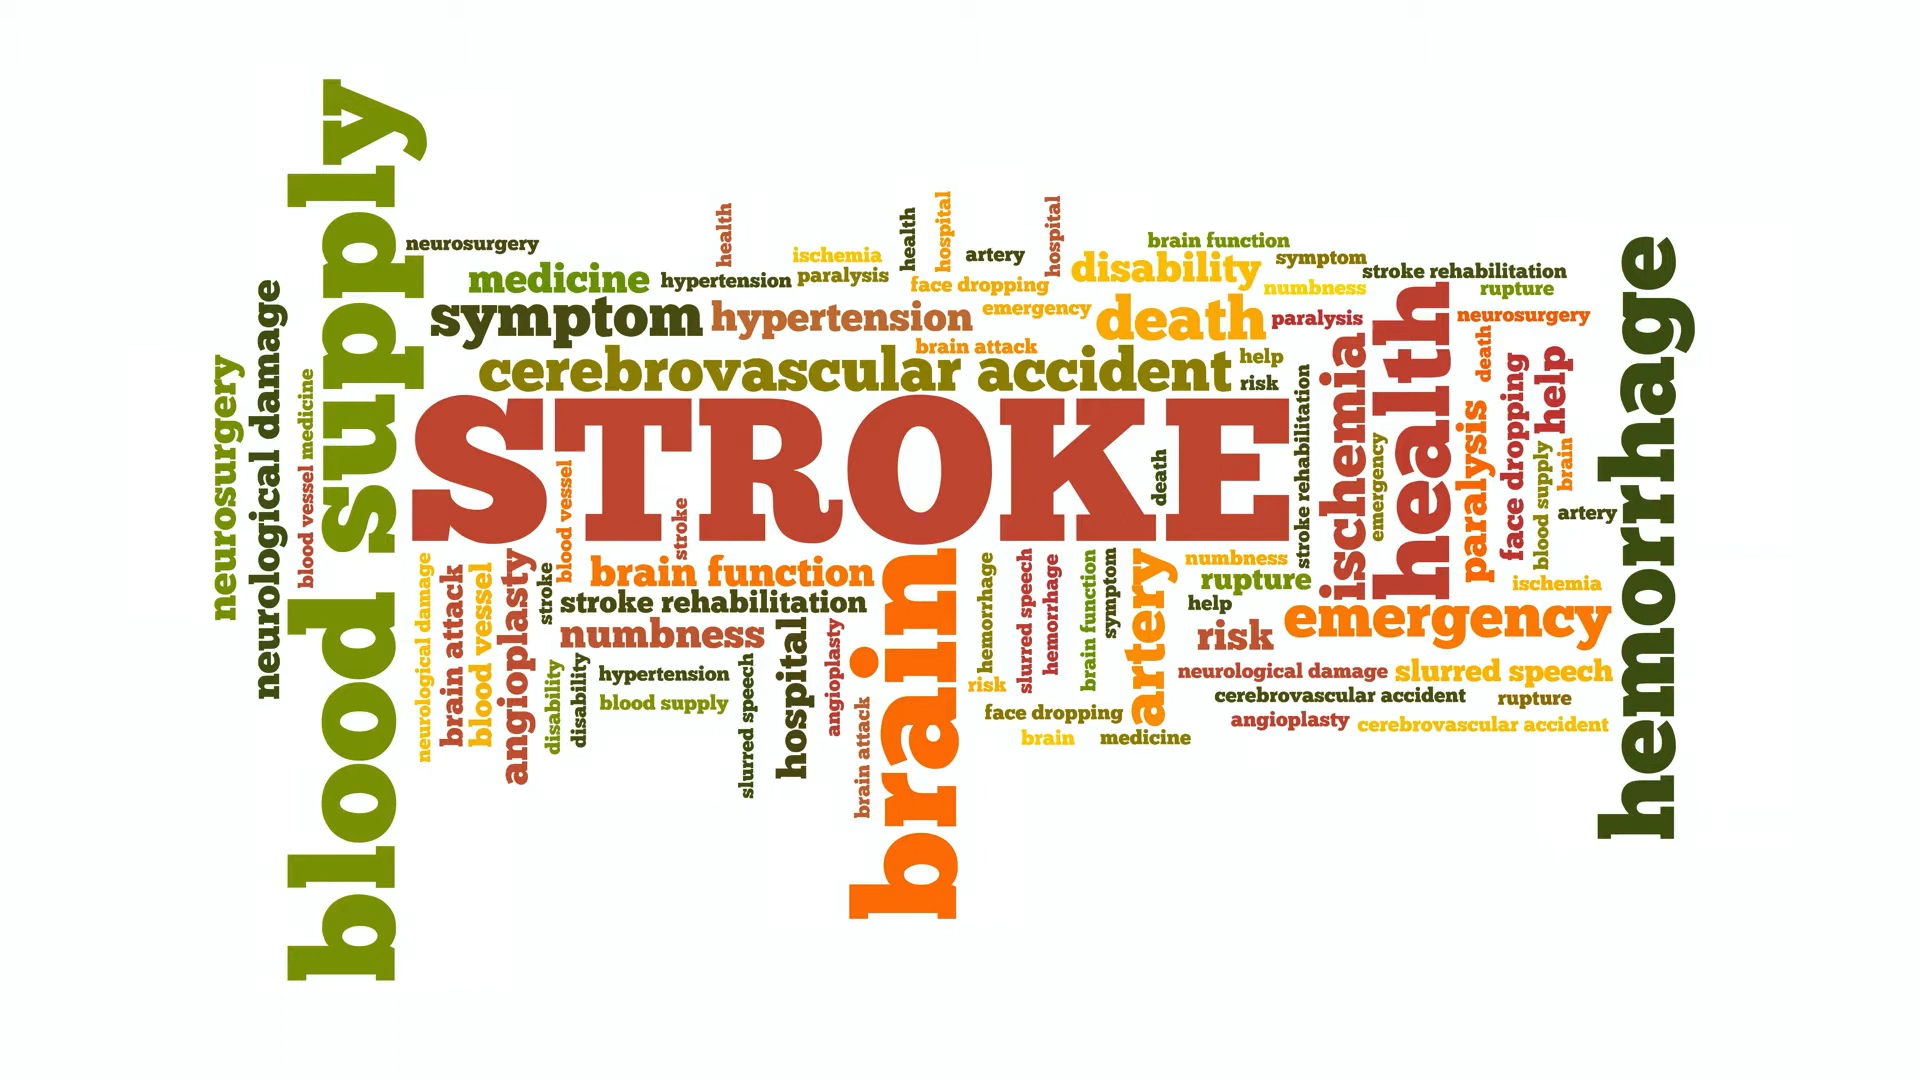 blood supply
neurosurgery
neurological damage
blood vessel
medicine
neurosurgery
medicine
hypertension
health
ischemia
paralysis
health
hospital
artery
hospital
face dropping
disability
brain function
symptom
numbness
stroke rehabilitation
rupture
symptom
hypertension
emergency
death
paralysis
neurosurgery
brain attack
cerebrovascular accident
help
risk
STROKE
blood vessel
stroke
death
stroke rehabilitation
ischemia
emergency
health
paralysis
death
face dropping
help
blood supply
brain
artery
ischemia
hemorrhage
neurological damage
brain attack
blood vessel
angioplasty
stroke
brain function
stroke rehabilitation
numbness
disability
disability
hypertension
blood supply
slurred speech
hospital
angioplasty
brain attack
brain
hemorrhage
slurred speech
hemorrhage
brain function
symptom
artery
risk
face dropping
brain
medicine
numbness
rupture
help
risk
emergency
neurological damage
slurred speech
cerebrovascular accident
rupture
angioplasty
cerebrovascular accident